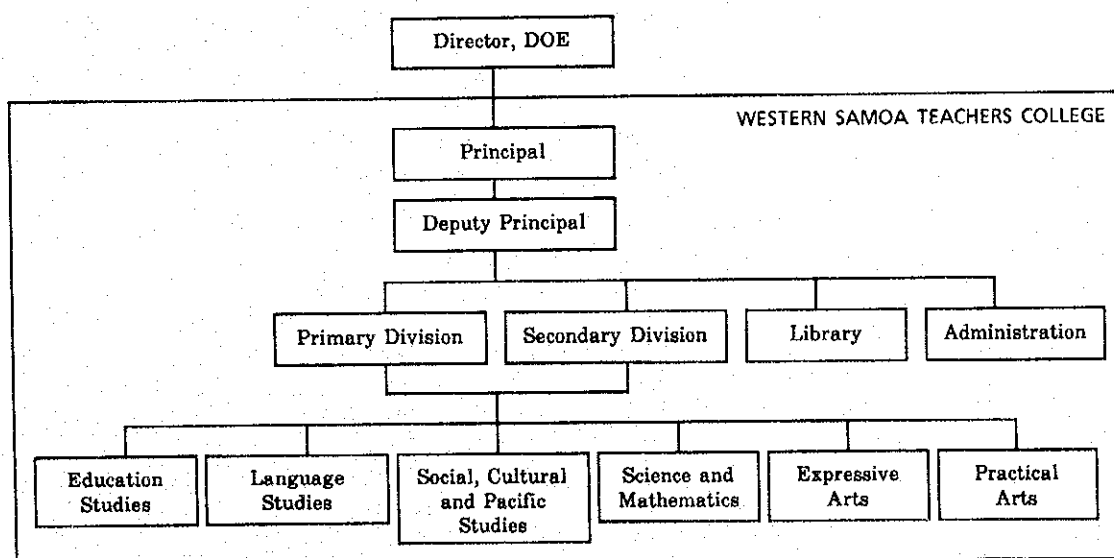 Director, DOE
WESTERN SAMOA TEACHERS COLLEGE
Principal
Deputy Principal
Primary Division
Secondary Division
Library
Administration
Education
Studies
Language
Studies
Social, Cultural
and Pacific
Studies
Science and
Mathematics
Expressive
Arts
Practical
Arts